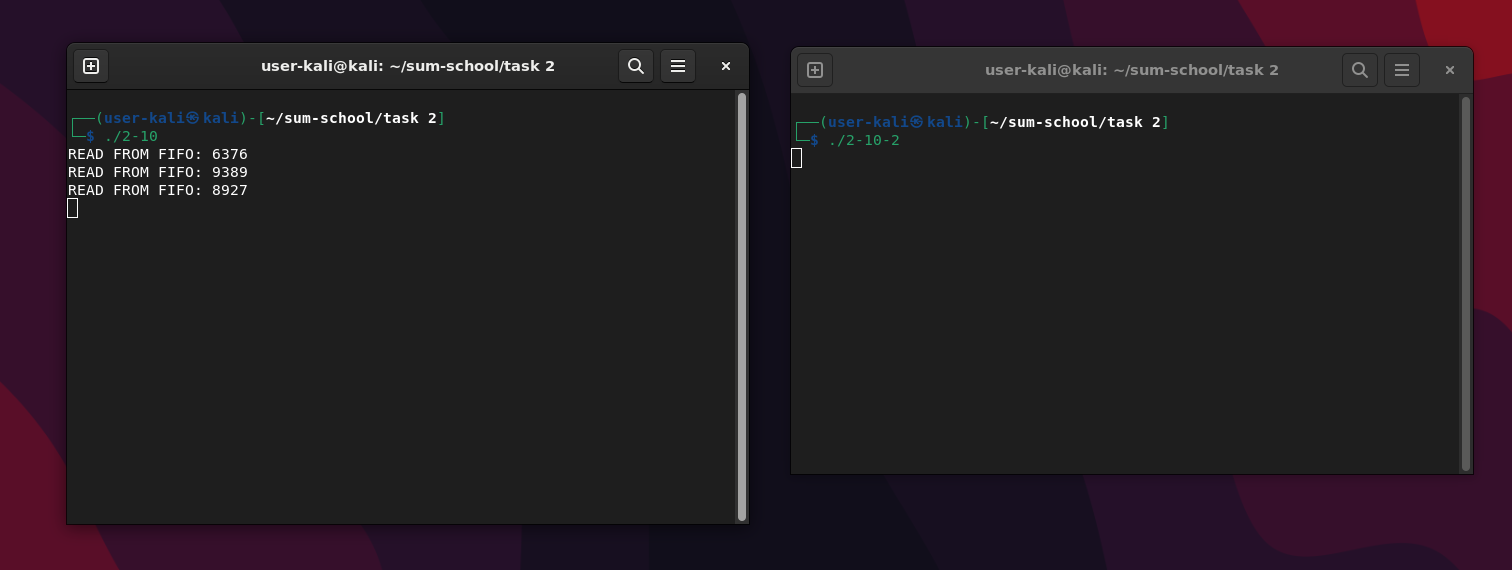 user-kali@kali: ~/sum-school/task 2
┌──(user-kali㉿kali)-[~/sum-school/task 2]
└─$ ./2-10
READ FROM FIFO: 6376
READ FROM FIFO: 9389
READ FROM FIFO: 8927
user-kali@kali: ~/sum-school/task 2
┌──(user-kali㉿kali)-[~/sum-school/task 2]
└─$ ./2-10-2